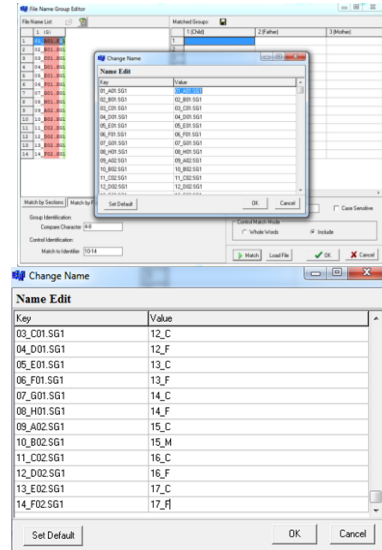 File Name Group Editor
File Name List:
Matched Groups:
1 (G)
1 (Child) 2 (Father) 3 (Mother)
Change Name
Name Edit
Key Value
01_A01.SG1 01_A01.SG1
02_B01.SG1 02_B01.SG1
03_C01.SG1 03_C01.SG1
04_D01.SG1 04_D01.SG1
05_E01.SG1 05_E01.SG1
06_F01.SG1 06_F01.SG1
07_G01.SG1 07_G01.SG1
08_H01.SG1 08_H01.SG1
09_A02.SG1 09_A02.SG1
10_B02.SG1 10_B02.SG1
11_C02.SG1 11_C02.SG1
12_D02.SG1 12_D02.SG1
Set Default OK Cancel
Match by Sections Match by
Group Identification:
Compare Character
Control Identification:
Match to Identifier 10-14
Case Sensitive
Control Match Mode
Whole Words Include
Match Load File OK Cancel
Change Name
Name Edit
Key Value
03_C01.SG1 12_C
04_D01.SG1 12_F
05_E01.SG1 13_C
06_F01.SG1 13_F
07_G01.SG1 14_C
08_H01.SG1 14_F
09_A02.SG1 15_C
10_B02.SG1 15_M
11_C02.SG1 16_C
12_D02.SG1 16_F
13_E02.SG1 17_C
14_F02.SG1 17_F
Set Default OK Cancel